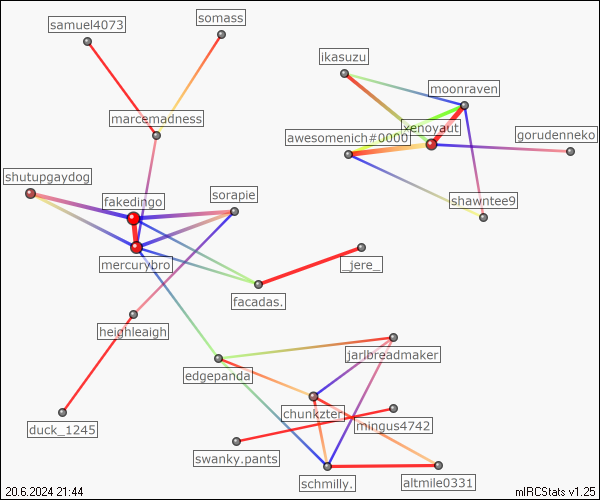 somass
samuel4073
ikasuzu
moonraven
marcemadness
xenoyaut
awesomenich#0000
gorudenneko
shutupgaydog
fakedingo
sorapie
shawntee9
mercurybro
_jere_
facadas.
heighleaigh
jarlbreadmaker
edgepanda
chunkzter
mingus4742
duck_1245
swanky.pants
schmilly.
altmile0331
20.6.2024 21:44
mIRCStats v1.25